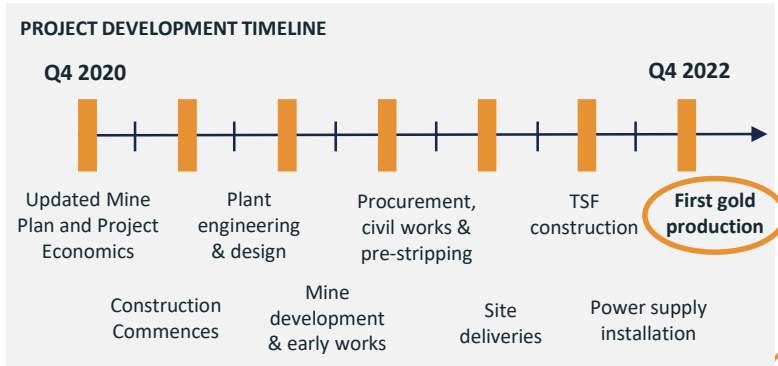 PROJECT DEVELOPMENT TIMELINE
Q4 2020
Q4 2022
Updated Mine
Plan and Project
Economics
Construction
Commences
Plant
engineering
& design
Mine
development
& early works
Procurement,
civil works &
pre-stripping
Site
deliveries
TSF
construction
Power supply
installation
First gold
production